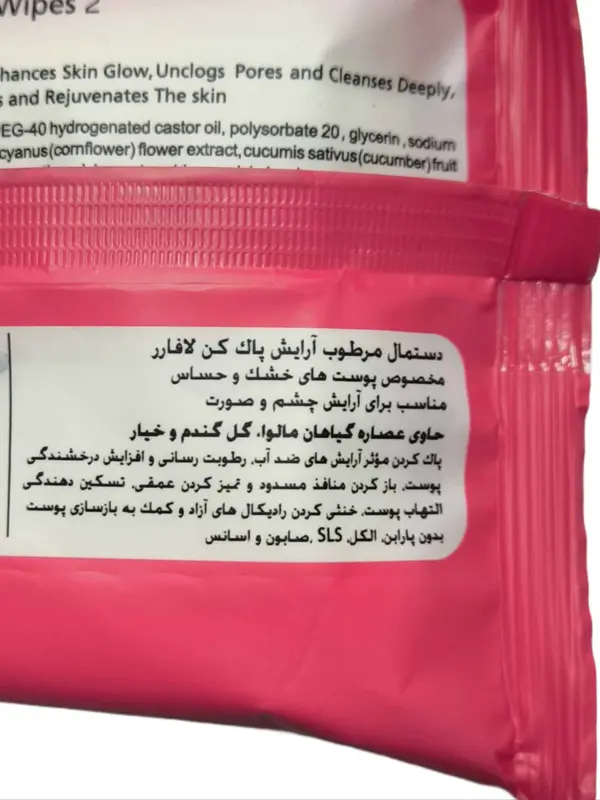 Wipes 2
hances Skin Glow, Unclogs Pores and Cleanses Deeply,
s and Rejuvenates The skin
EG-40 hydrogenated castor oil, polysorbate 20, glycerin, sodium
cyanus(cornflower) flower extract, cucumis sativus(cucumber)fruit
دستمال مرطوب آرایش پاك کن لافارر
مخصوص پوست های خشك و حساس
مناسب برای آرایش چشم و صورت
حاوی عصاره گیاهان مالوا، گل گندم و خیار
پاك کردن مؤثر آرایش های ضد آب، رطوبت رسانی و افزایش درخشندگی
پوست، باز کردن منافذ مسدود و تمیز کردن عمقی، تسکین دهندگی
التهاب پوست، خنثی کردن رادیکال های آزاد و کمك به بازسازی پوست
بدون پارابن، الکل، SLS ،صابون و اسانس